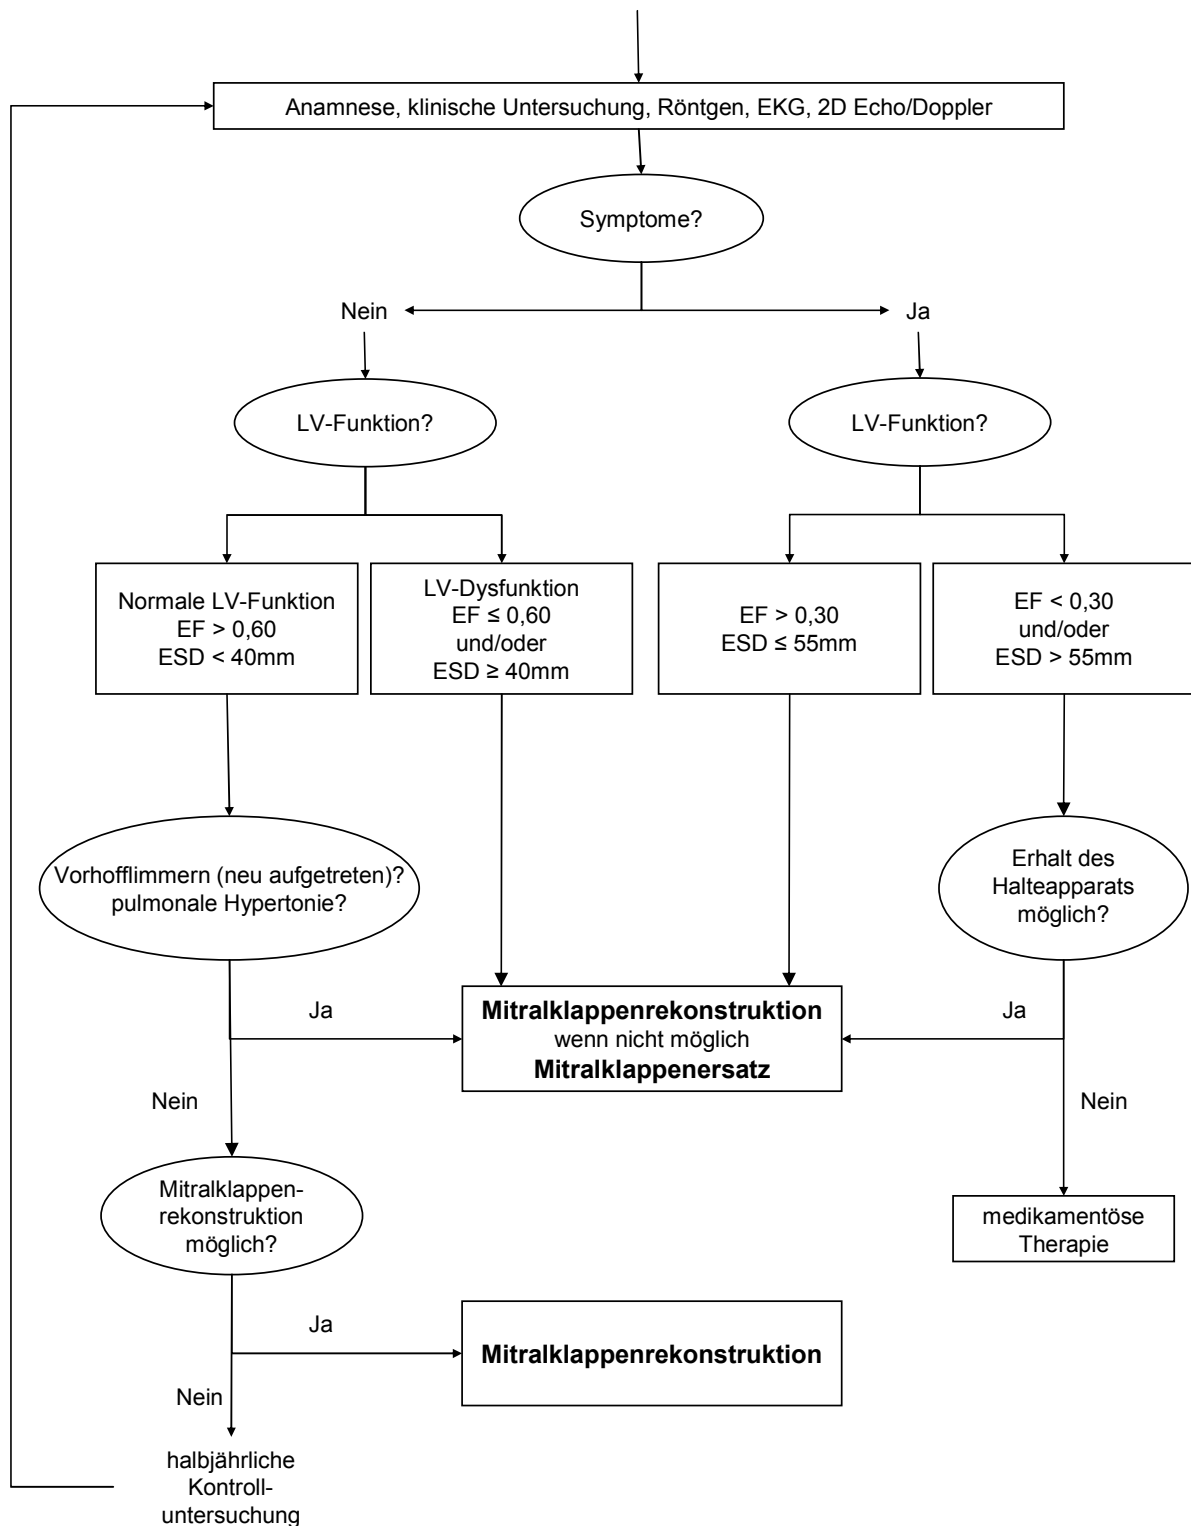 Anamnese, klinische Untersuchung, Röntgen, EKG, 2D Echo/Doppler
Symptome?
Nein
Ja
LV-Funktion?
LV-Funktion?
Normale LV-Funktion
EF > 0,60
ESD < 40mm
LV-Dysfunktion
EF ≤ 0,60
und/oder
ESD ≥ 40mm
EF > 0,30
ESD ≤ 55mm
EF < 0,30
und/oder
ESD > 55mm
Vorhofflimmern (neu aufgetreten)?
pulmonale Hypertonie?
Erhalt des
Halteapparats
möglich?
Ja
Mitralklappenrekonstruktion
wenn nicht möglich
Mitralklappenersatz
Ja
Nein
Nein
Mitralklappen-
rekonstruktion
möglich?
medikamentöse
Therapie
Ja
Mitralklappenrekonstruktion
Nein
halbjährliche
Kontroll-
untersuchung